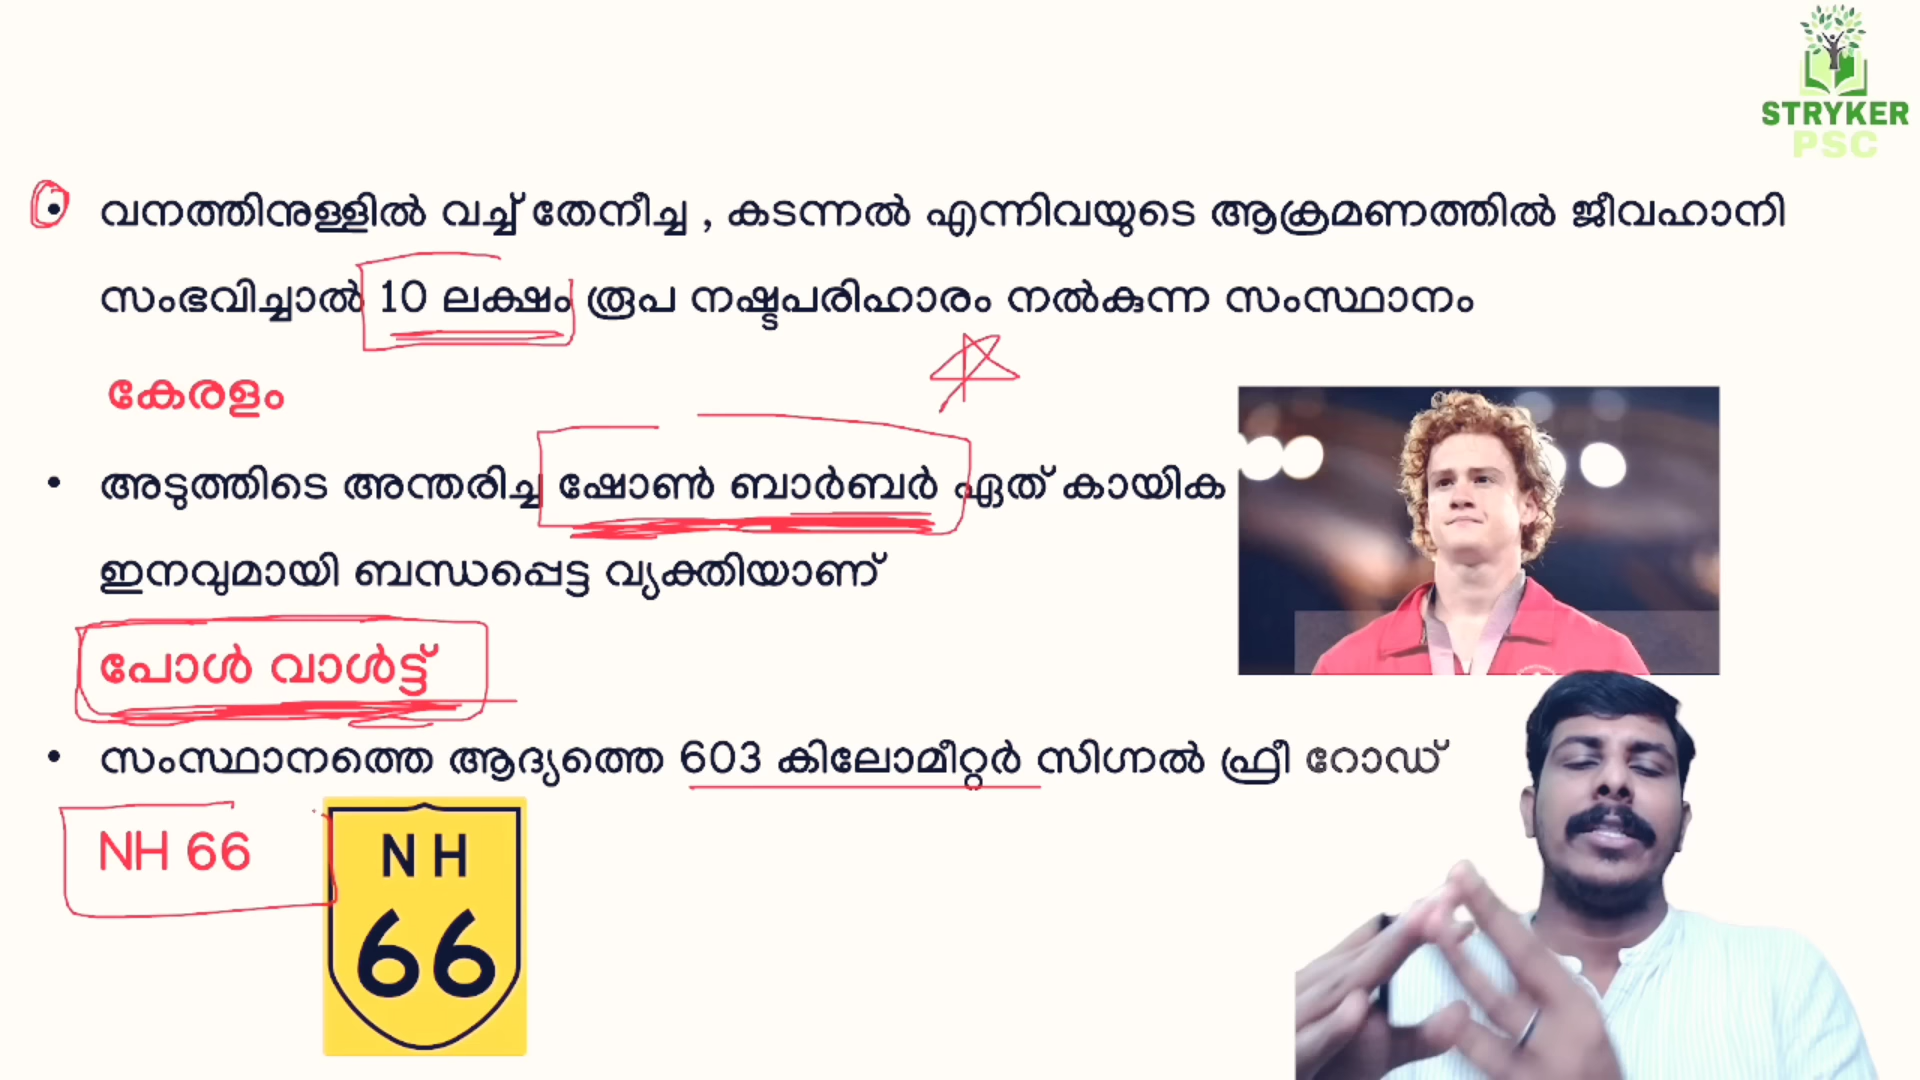 STRYKER
PSC
• വനത്തിനുള്ളിൽ വച്ച് തേനീച്ച , കടന്നൽ എന്നിവയുടെ ആക്രമണത്തിൽ ജീവഹാനി
സംഭവിച്ചാൽ 10 ലക്ഷം രൂപ നഷ്ടപരിഹാരം നൽകുന്ന സംസ്ഥാനം
കേരളം
• അടുത്തിടെ അന്തരിച്ച ഷോൺ ബാർബർ ഏത് കായിക
ഇനവുമായി ബന്ധപ്പെട്ട വ്യക്തിയാണ്
പോൾ വാൾട്ട്
• സംസ്ഥാനത്തെ ആദ്യത്തെ 603 കിലോമീറ്റർ സിഗ്നൽ ഫ്രീ റോഡ്
NH 66
NH
66